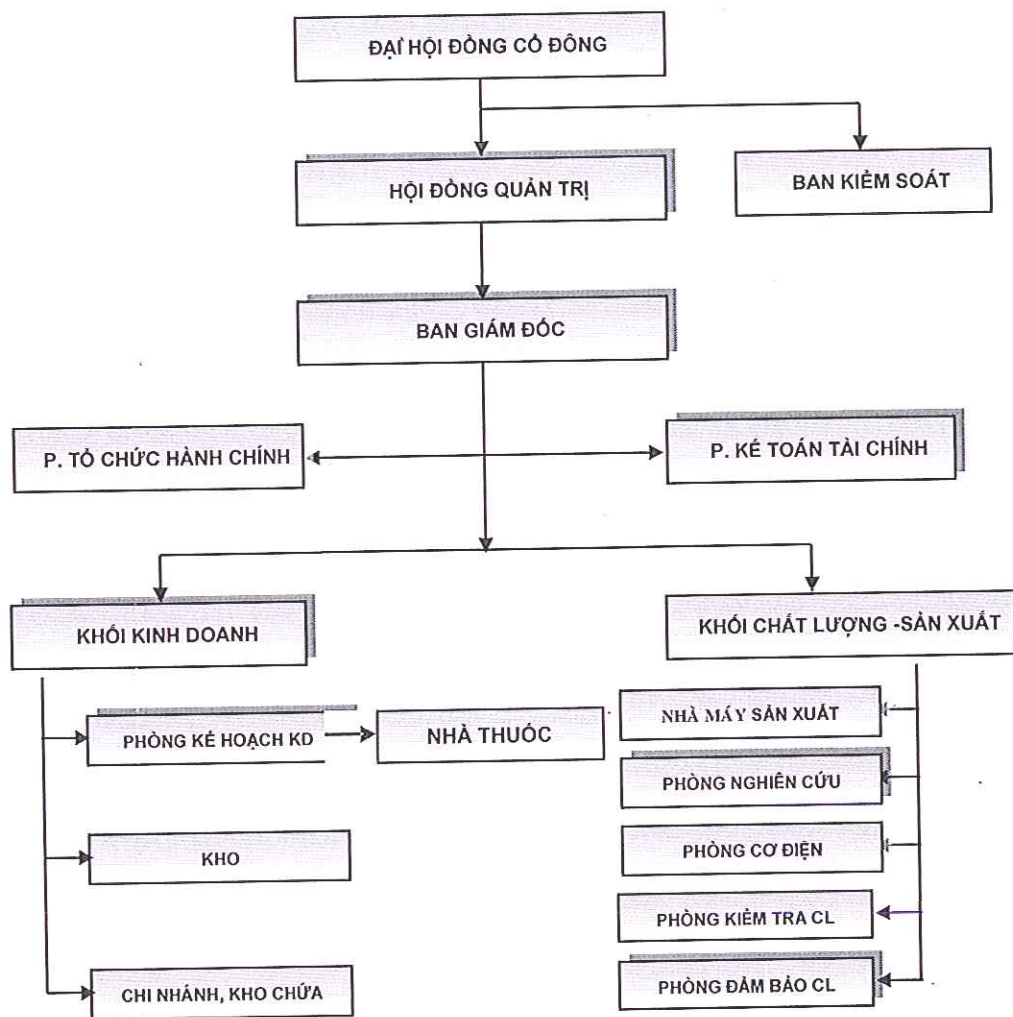 ĐẠI HỘI ĐỒNG CỔ ĐÔNG
HỘI ĐỒNG QUẢN TRỊ
BAN KIỂM SOÁT
BAN GIÁM ĐỐC
P. TỔ CHỨC HÀNH CHÍNH
P. KẾ TOÁN TÀI CHÍNH
KHỐI KINH DOANH
KHỐI CHẤT LƯỢNG -SẢN XUẤT
PHÒNG KẾ HOẠCH KD
NHÀ THUỐC
KHO
CHI NHÁNH, KHO CHỨA
NHÀ MÁY SẢN XUẤT
PHÒNG NGHIÊN CỨU
PHÒNG CƠ ĐIỆN
PHÒNG KIỂM TRA CL
PHÒNG ĐẢM BẢO CL